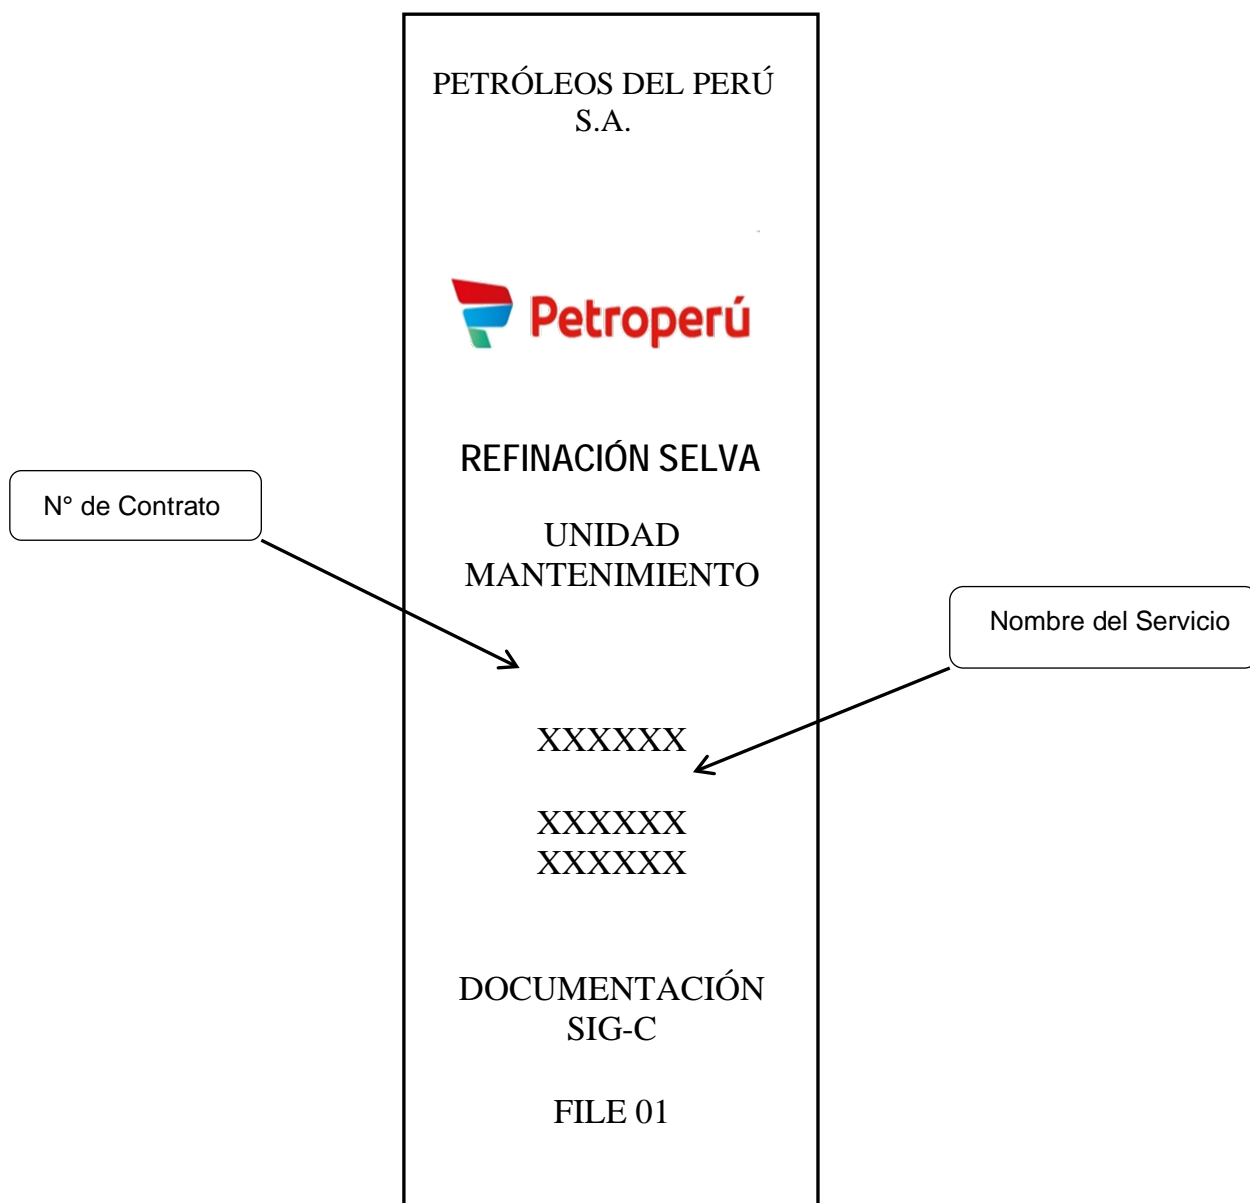 PETRÓLEOS DEL PERÚ
S.A.
Petroperú
REFINACIÓN SELVA
N° de Contrato
UNIDAD
MANTENIMIENTO
Nombre del Servicio
XXXXXX
XXXXXX
XXXXXX
DOCUMENTACIÓN
SIG-C
FILE 01